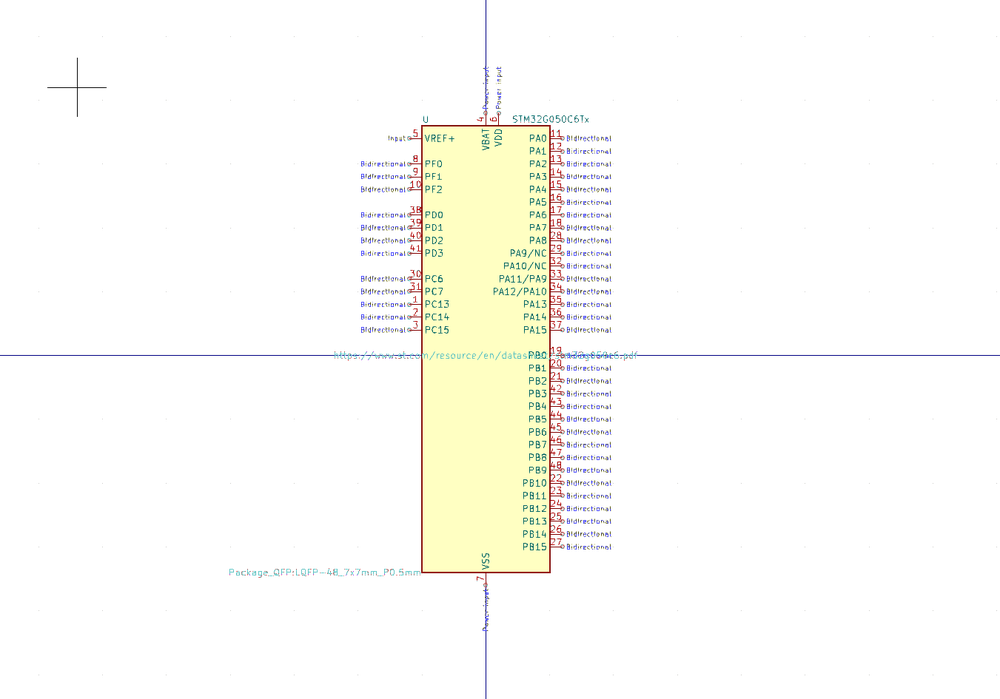 Power input Power input
U 4 6 STM32G050C6Tx
VBAT VDD
Input 5 VREF+ PA0 11 Bidirectional
PA1 12 Bidirectional
Bidirectional 8 PF0 PA2 13 Bidirectional
Bidirectional 9 PF1 PA3 14 Bidirectional
Bidirectional 10 PF2 PA4 15 Bidirectional
PA5 16 Bidirectional
Bidirectional 38 PD0 PA6 17 Bidirectional
Bidirectional 39 PD1 PA7 18 Bidirectional
Bidirectional 40 PD2 PA8 28 Bidirectional
Bidirectional 41 PD3 PA9/NC 29 Bidirectional
PA10/NC 32 Bidirectional
Bidirectional 30 PC6 PA11/PA9 33 Bidirectional
Bidirectional 31 PC7 PA12/PA10 34 Bidirectional
Bidirectional 1 PC13 PA13 35 Bidirectional
Bidirectional 2 PC14 PA14 36 Bidirectional
Bidirectional 3 PC15 PA15 37 Bidirectional
https://www.st.com/resource/en/datasheet/stm32g050c6.pdf
PB0 19 Bidirectional
PB1 20 Bidirectional
PB2 21 Bidirectional
PB3 42 Bidirectional
PB4 43 Bidirectional
PB5 44 Bidirectional
PB6 45 Bidirectional
PB7 46 Bidirectional
PB8 47 Bidirectional
PB9 48 Bidirectional
PB10 22 Bidirectional
PB11 23 Bidirectional
PB12 24 Bidirectional
PB13 25 Bidirectional
PB14 26 Bidirectional
PB15 27 Bidirectional
VSS
Package_QFP:LQFP-48_7x7mm_P0.5mm
7
Power input